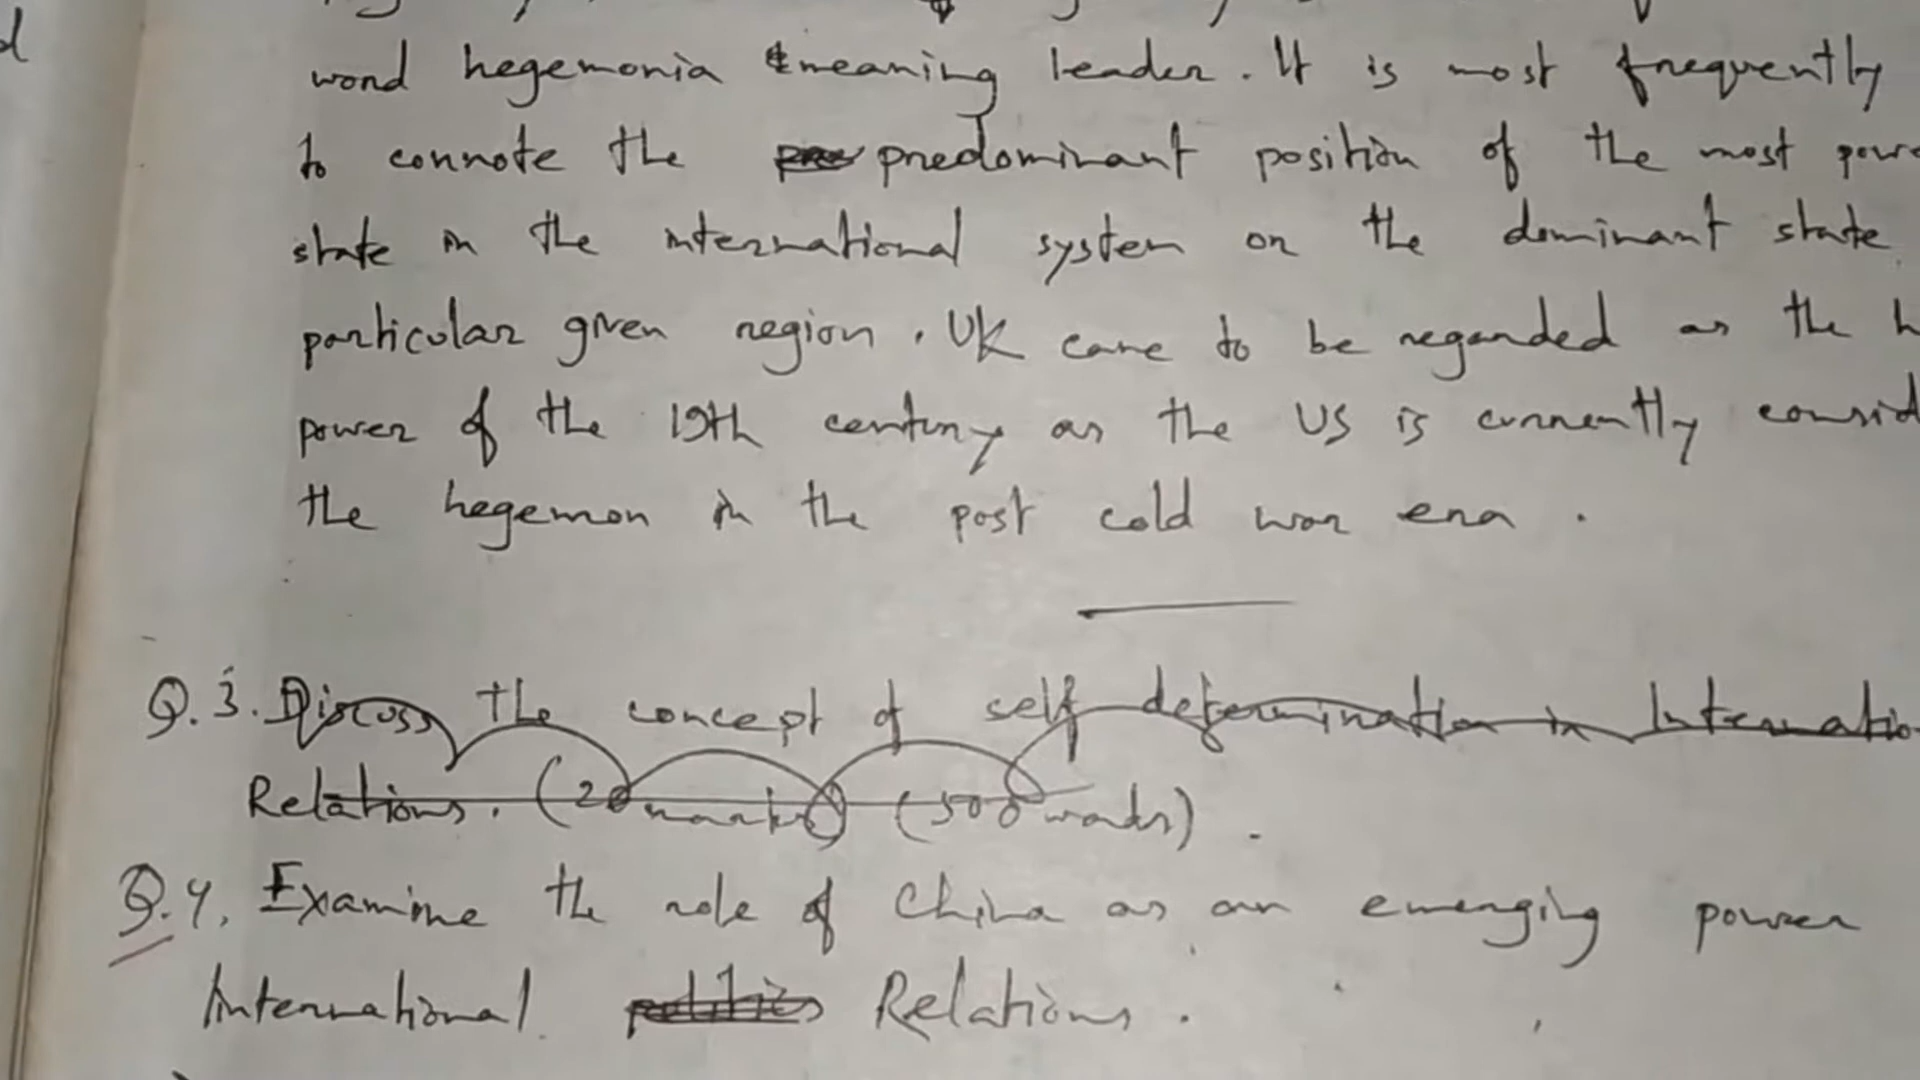 word hegemonia meaning leader. It is most frequently
to connote the predominant position of the most
state in the international system or the dominant state
particular given region. UK came to be regarded as the h
power of the 19th century as the US is currently consid
the hegemon in the post cold war era.
Q.3. Discuss the concept of self determination in Internatio
Relations. (20 marks) (500 words).
Q.4. Examine the role of China as an emerging power
International politics Relations.